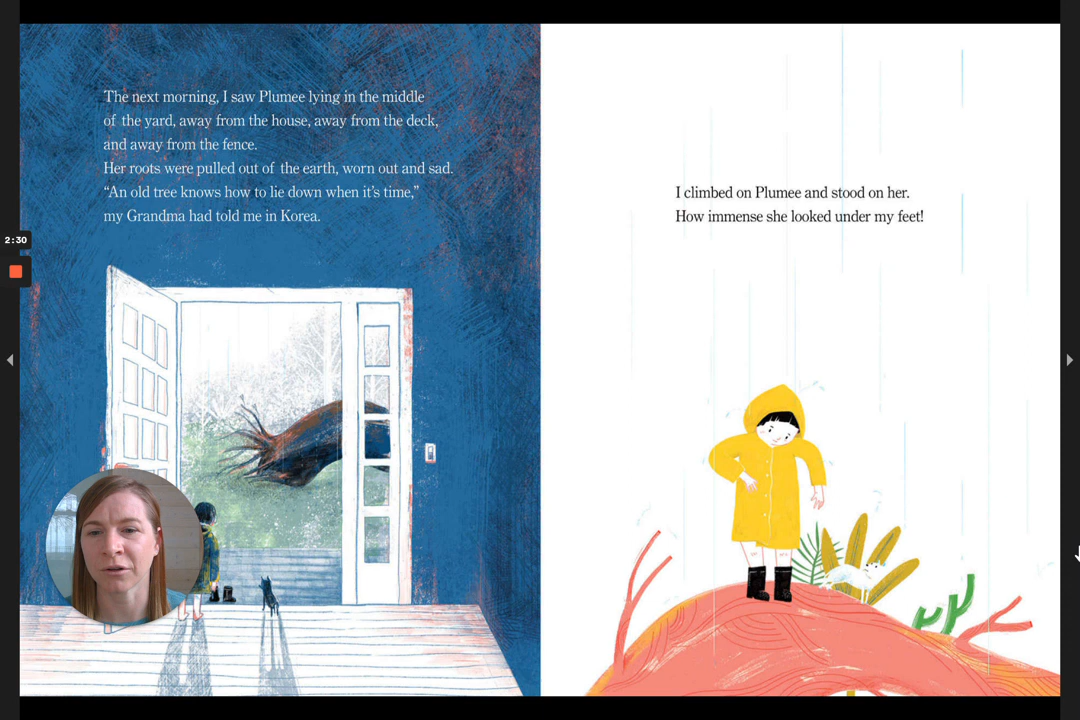 The next morning, I saw Plumee lying in the middle
of the yard, away from the house, away from the deck,
and away from the fence.
Her roots were pulled out of the earth, worn out and sad.
“An old tree knows how to lie down when it’s time,”
my Grandma had told me in Korea.
2:30
I climbed on Plumee and stood on her.
How immense she looked under my feet!